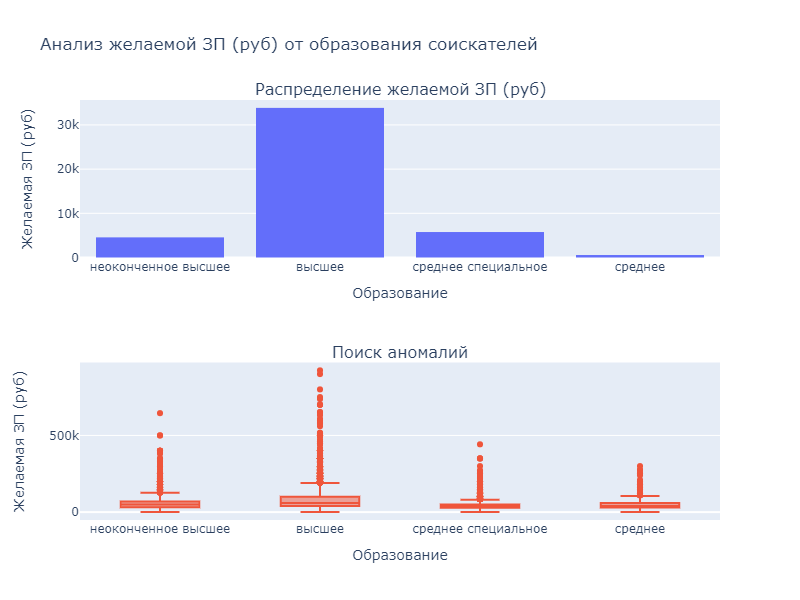 Анализ желаемой ЗП (руб) от образования соискателей
Распределение желаемой ЗП (руб)
Желаемая ЗП (руб)
30k
20k
10k
0
неоконченное высшее
высшее
среднее специальное
среднее
Образование
Поиск аномалий
Желаемая ЗП (руб)
500k
0
неоконченное высшее
высшее
среднее специальное
среднее
Образование